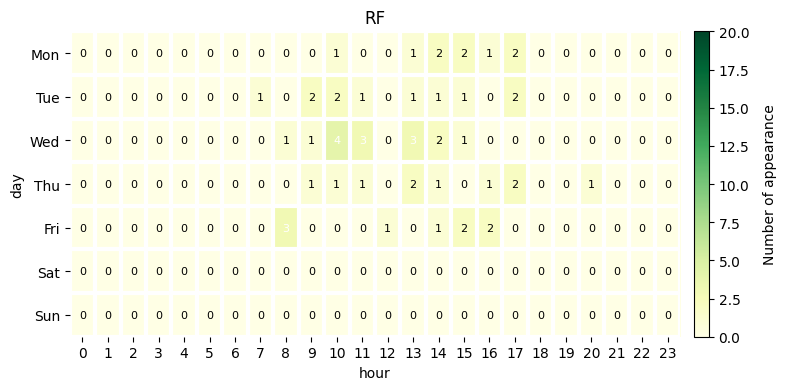 RF
Mon 0 0 0 0 0 0 0 0 0 0 1 0 0 1 2 2 1 2 0 0 0 0 0 0
Tue 0 0 0 0 0 0 0 1 0 2 2 1 0 1 1 1 0 2 0 0 0 0 0 0
Wed 0 0 0 0 0 0 0 0 1 1 4 3 0 3 2 1 0 0 0 0 0 0 0 0
Thu 0 0 0 0 0 0 0 0 0 1 1 1 0 2 1 0 1 2 0 0 1 0 0 0
Fri 0 0 0 0 0 0 0 0 3 0 0 0 1 0 1 2 2 0 0 0 0 0 0 0
Sat 0 0 0 0 0 0 0 0 0 0 0 0 0 0 0 0 0 0 0 0 0 0 0 0
Sun 0 0 0 0 0 0 0 0 0 0 0 0 0 0 0 0 0 0 0 0 0 0 0 0
0 1 2 3 4 5 6 7 8 9 10 11 12 13 14 15 16 17 18 19 20 21 22 23
hour
day
20.0
17.5
15.0
12.5
10.0
7.5
5.0
2.5
0.0
Number of appearance